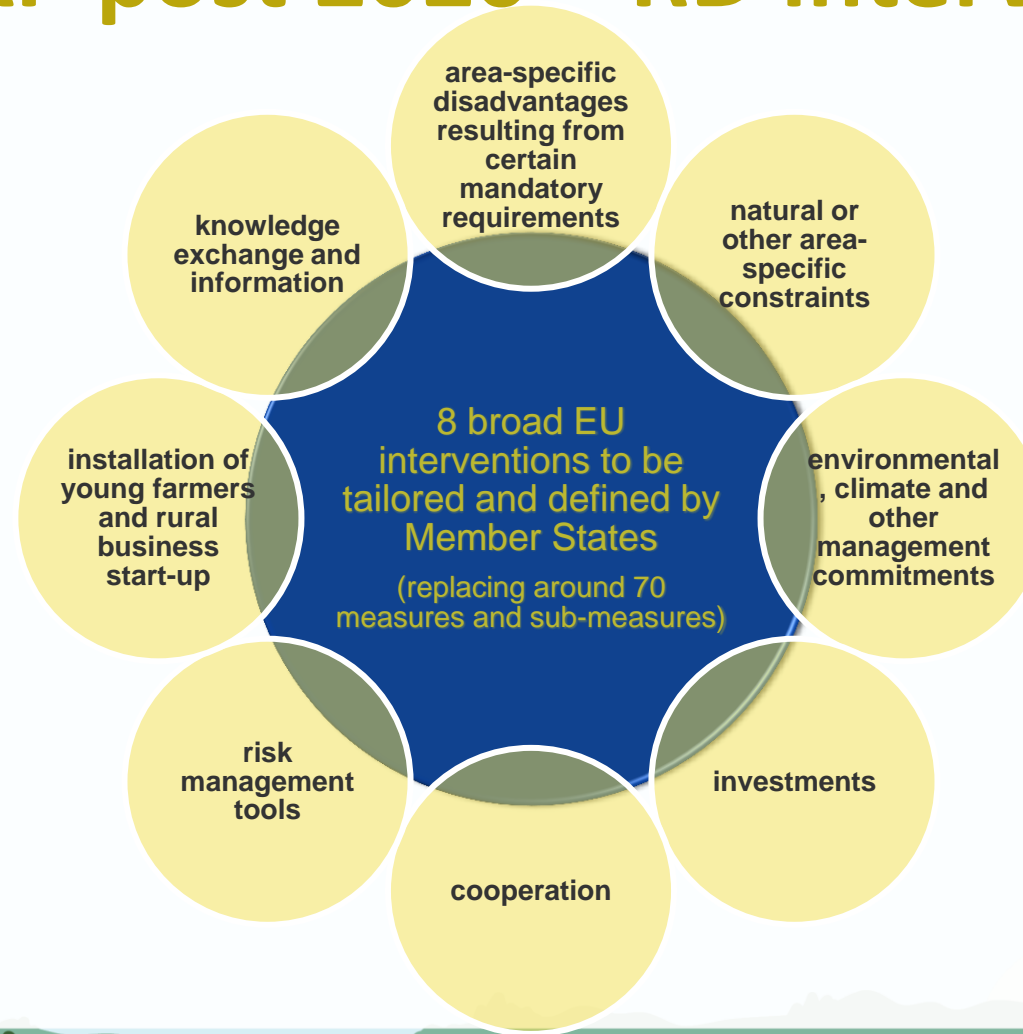 area-specific
disadvantages
resulting from
certain
mandatory
requirements
natural or
other area-
specific
constraints
environmental
, climate and
other
management
commitments
investments
cooperation
risk
management
tools
installation of
young farmers
and rural
business
start-up
knowledge
exchange and
information
8 broad EU
interventions to be
tailored and defined by
Member States
(replacing around 70
measures and sub-measures)